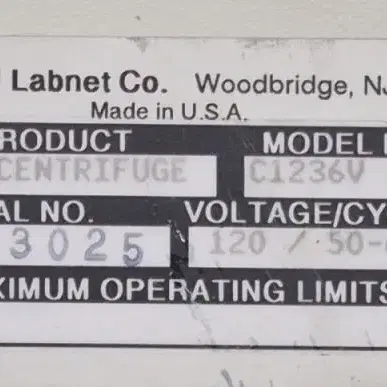 Labnet Co. Woodbridge, NJ
Made in U.S.A.
RODUCT MODEL
CENTRIFUGE C1236V
AL NO. VOLTAGE/CY
3025 120 / 50-
XIMUM OPERATING LIMITS